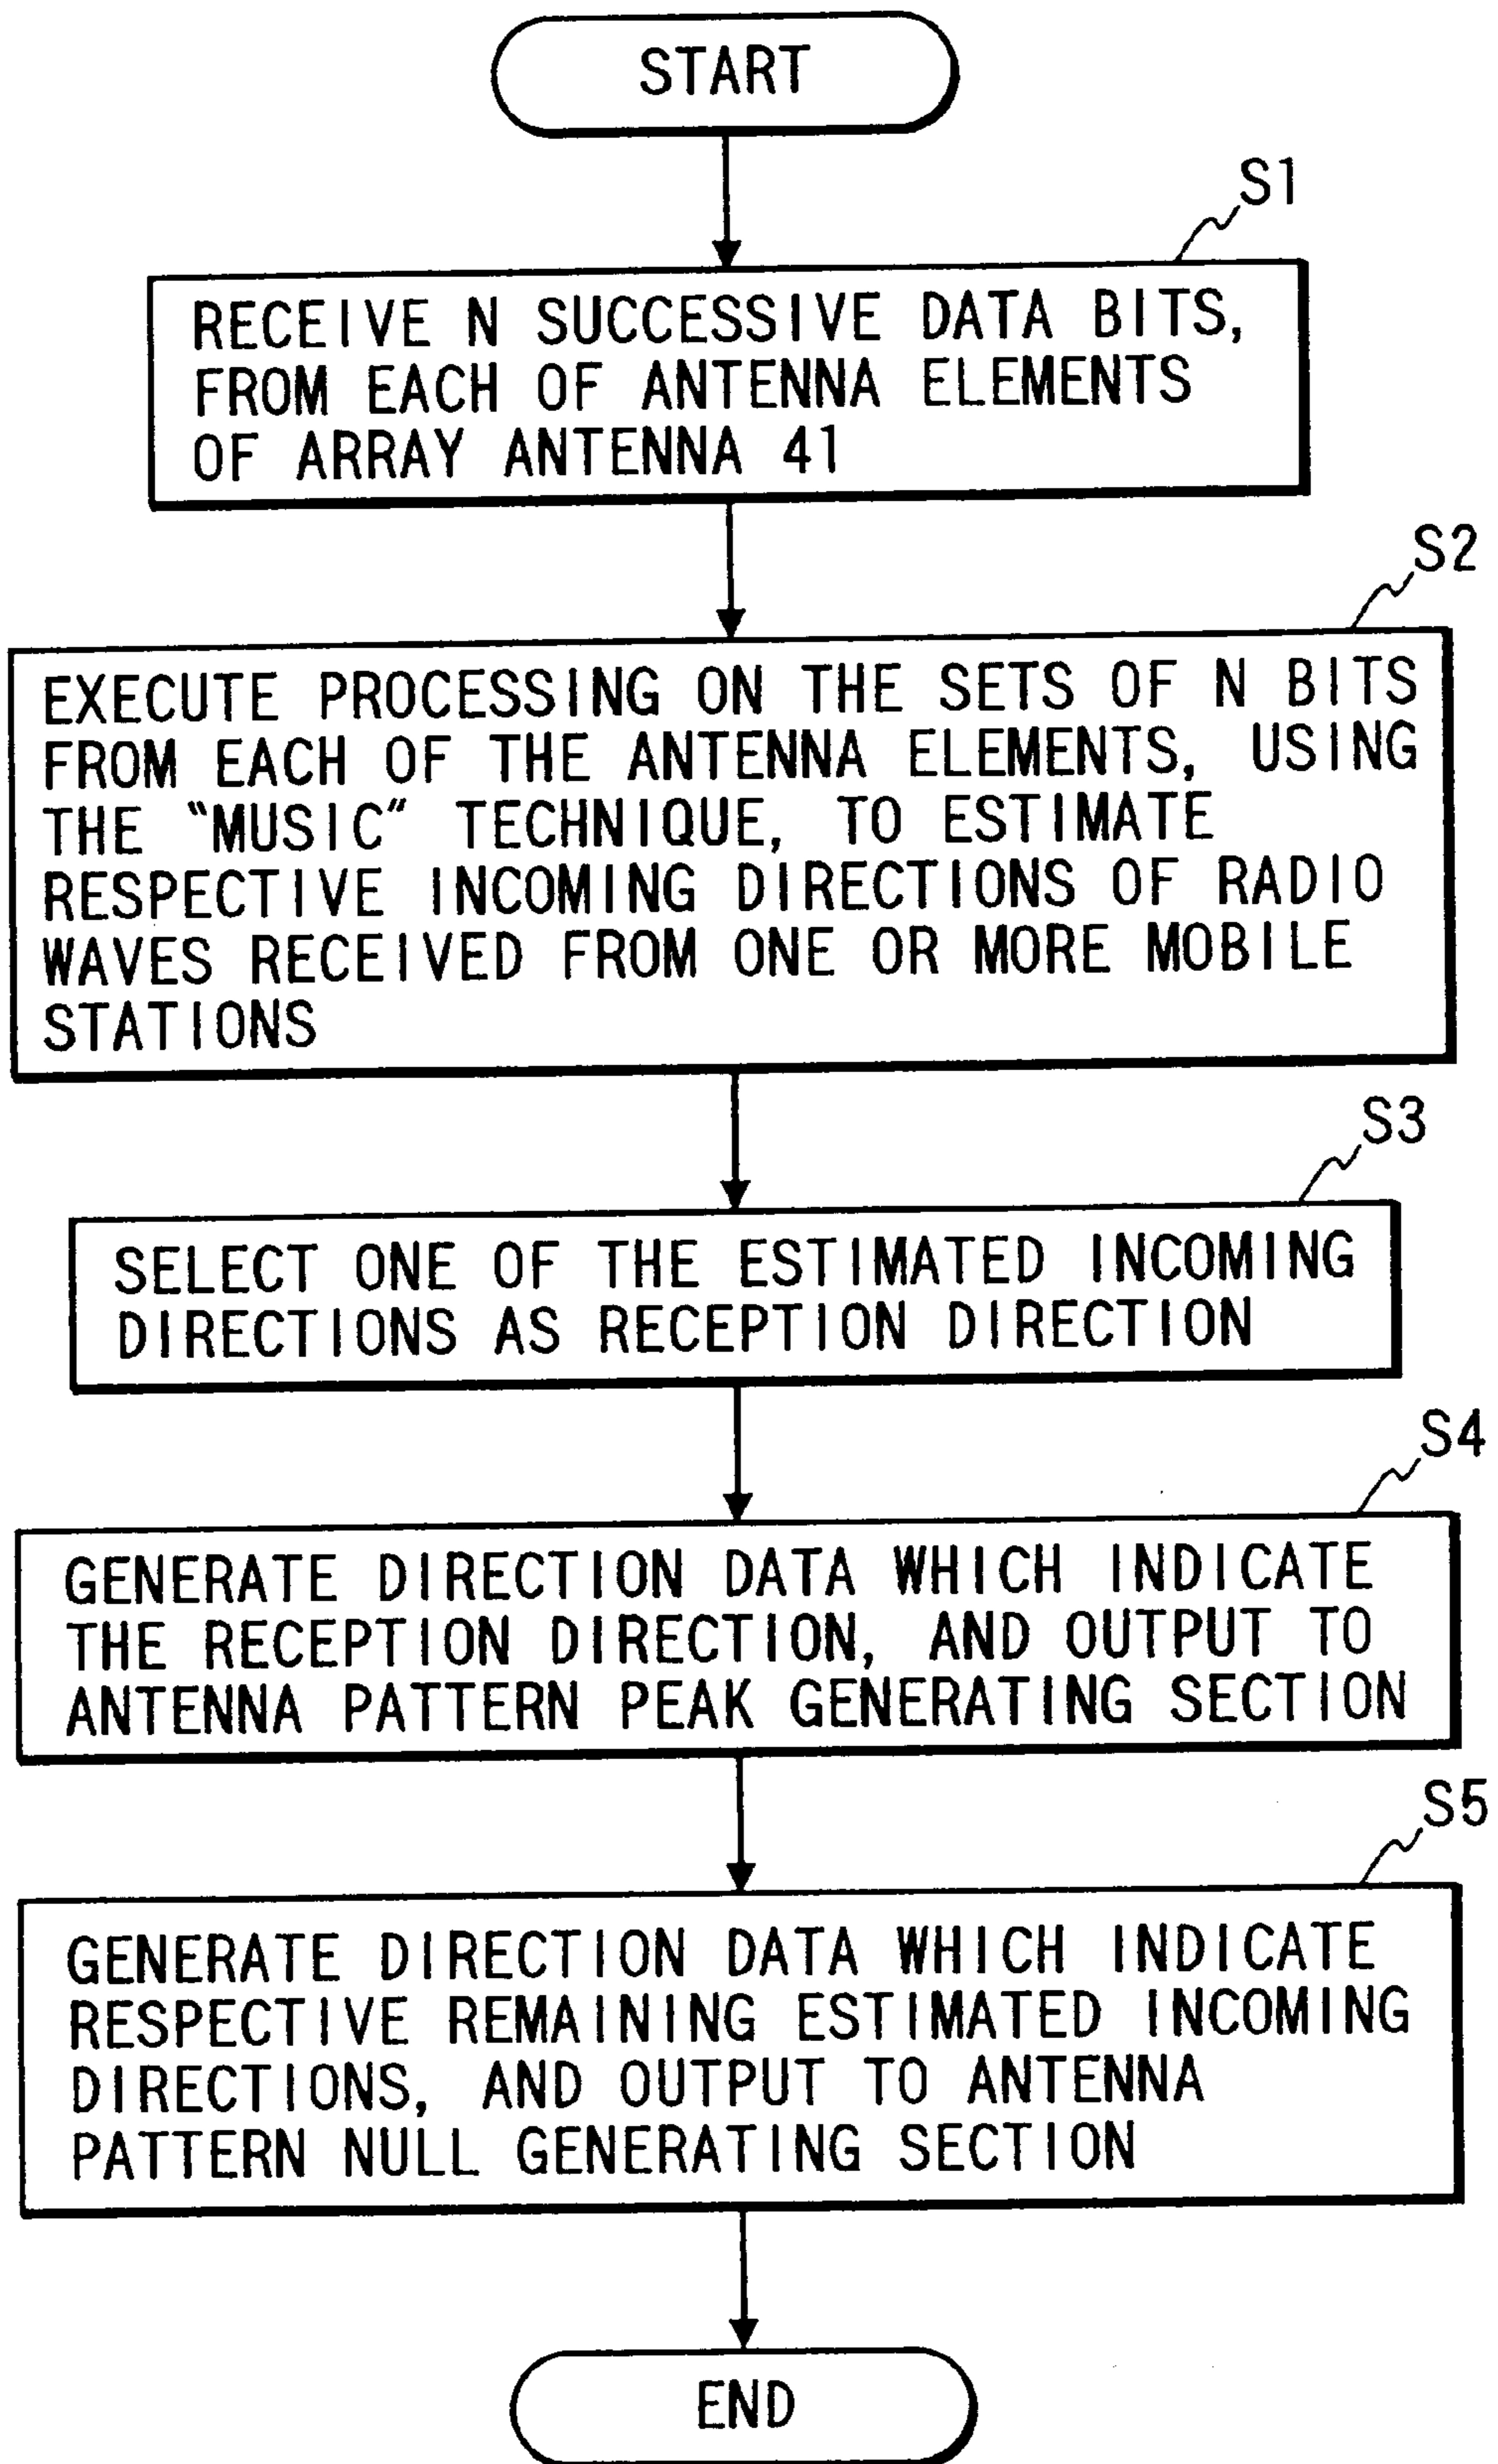 START
S1
RECEIVE N SUCCESSIVE DATA BITS,
FROM EACH OF ANTENNA ELEMENTS
OF ARRAY ANTENNA 41
S2
EXECUTE PROCESSING ON THE SETS OF N BITS
FROM EACH OF THE ANTENNA ELEMENTS, USING
THE "MUSIC" TECHNIQUE, TO ESTIMATE
RESPECTIVE INCOMING DIRECTIONS OF RADIO
WAVES RECEIVED FROM ONE OR MORE MOBILE
STATIONS
S3
SELECT ONE OF THE ESTIMATED INCOMING
DIRECTIONS AS RECEPTION DIRECTION
S4
GENERATE DIRECTION DATA WHICH INDICATE
THE RECEPTION DIRECTION, AND OUTPUT TO
ANTENNA PATTERN PEAK GENERATING SECTION
S5
GENERATE DIRECTION DATA WHICH INDICATE
RESPECTIVE REMAINING ESTIMATED INCOMING
DIRECTIONS, AND OUTPUT TO ANTENNA
PATTERN NULL GENERATING SECTION
END